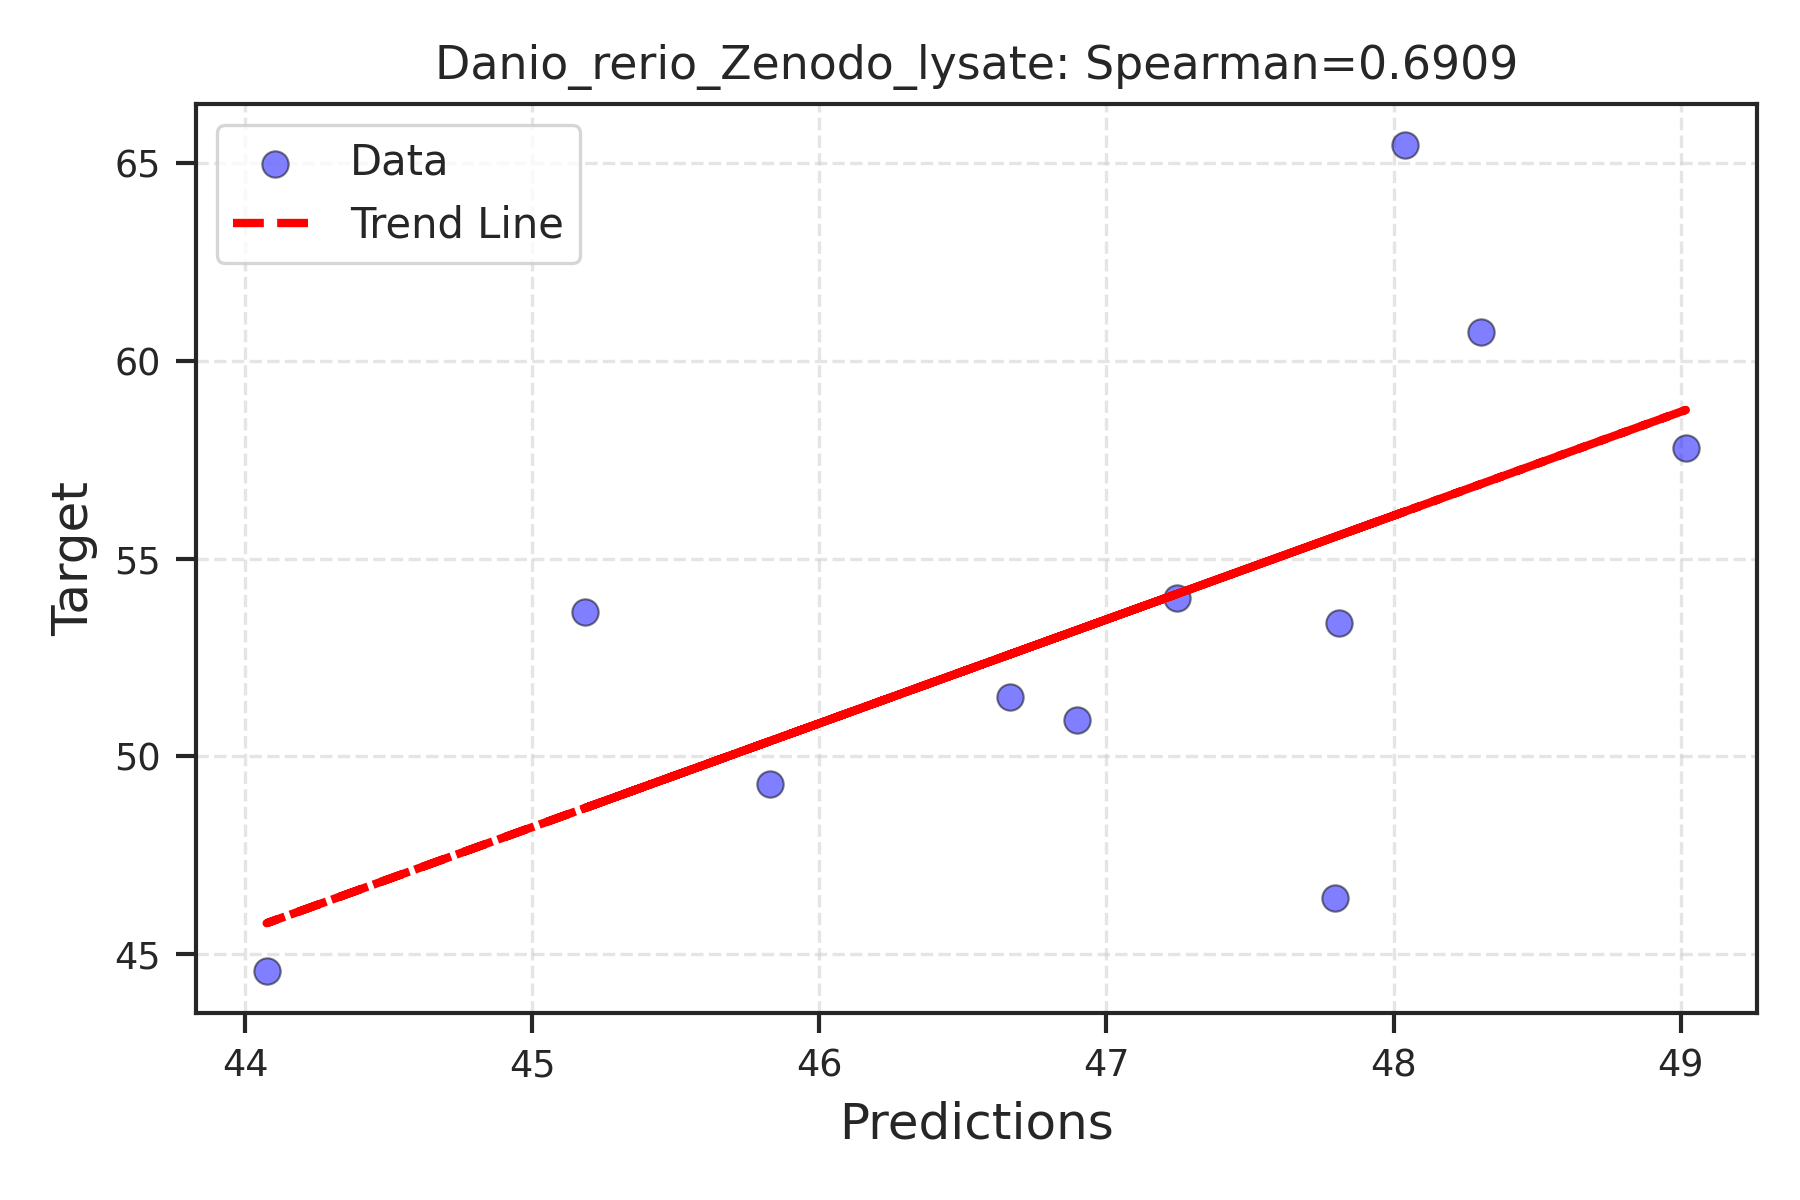 Danio_rerio_Zenodo_lysate: Spearman=0.6909
Data
Trend Line
65
60
55
50
45
Target
44 45 46 47 48 49
Predictions